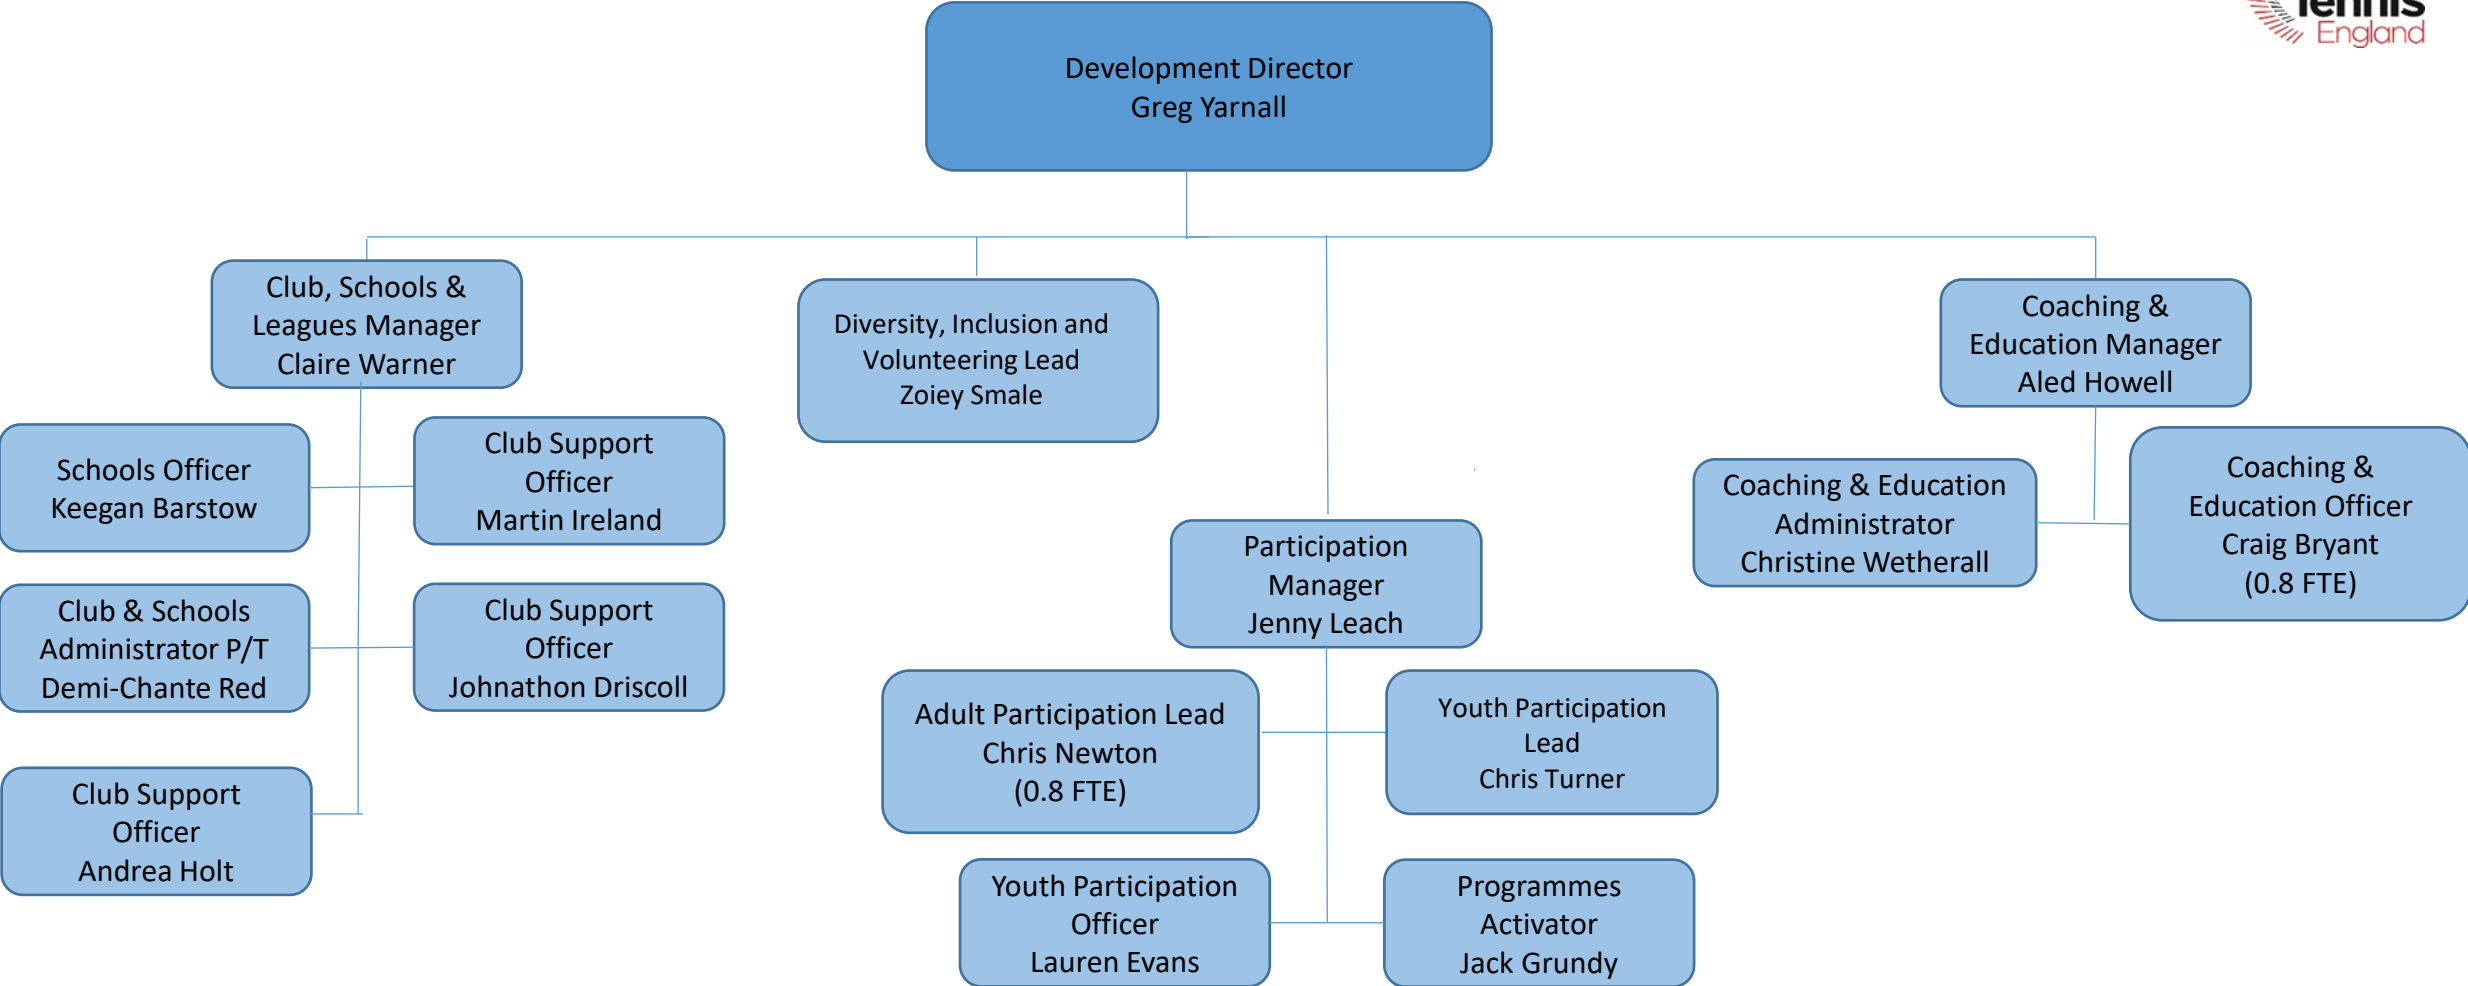 Tennis
England
Development Director
Greg Yarnall
Club, Schools &
Leagues Manager
Claire Warner
Diversity, Inclusion and
Volunteering Lead
Zoiey Smale
Coaching &
Education Manager
Aled Howell
Schools Officer
Keegan Barstow
Club Support
Officer
Martin Ireland
Coaching & Education
Administrator
Christine Wetherall
Coaching &
Education Officer
Craig Bryant
(0.8 FTE)
Participation
Manager
Jenny Leach
Club & Schools
Administrator P/T
Demi-Chante Red
Club Support
Officer
Johnathon Driscoll
Adult Participation Lead
Chris Newton
(0.8 FTE)
Youth Participation
Lead
Chris Turner
Club Support
Officer
Andrea Holt
Youth Participation
Officer
Lauren Evans
Programmes
Activator
Jack Grundy